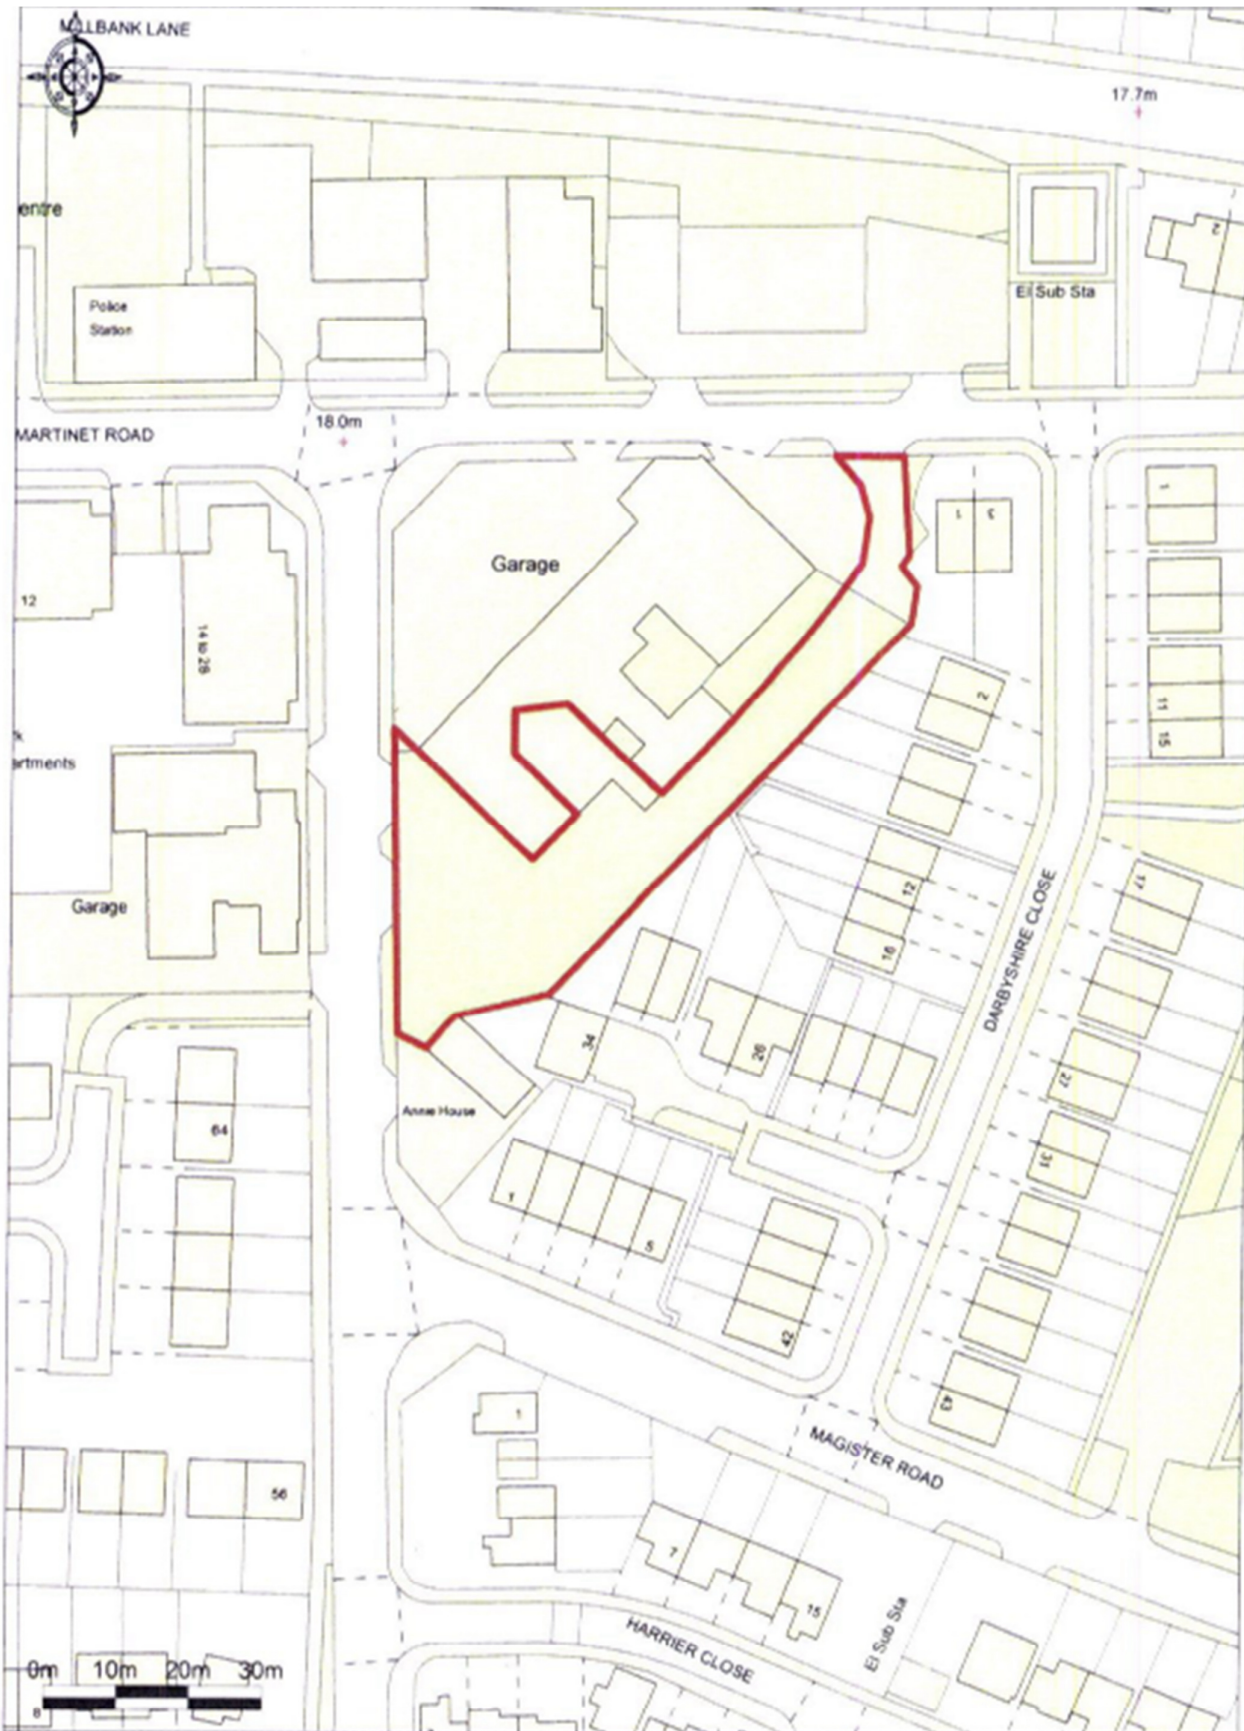 MILLBANK LANE
17.7m
entre
2
El Sub Sta
Police
Station
18.0m
MARTINET ROAD
1
1 3
Garage
12
14 to 28
2
11
15
artments
12
17
Garage
16
DARBYSHIRE CLOSE
34
26
27
Annie House
64
31
1
5
42
43
1
MAGISTER ROAD
56
7
15
El Sub Sta
HARRIER CLOSE
0m 10m 20m 30m
8